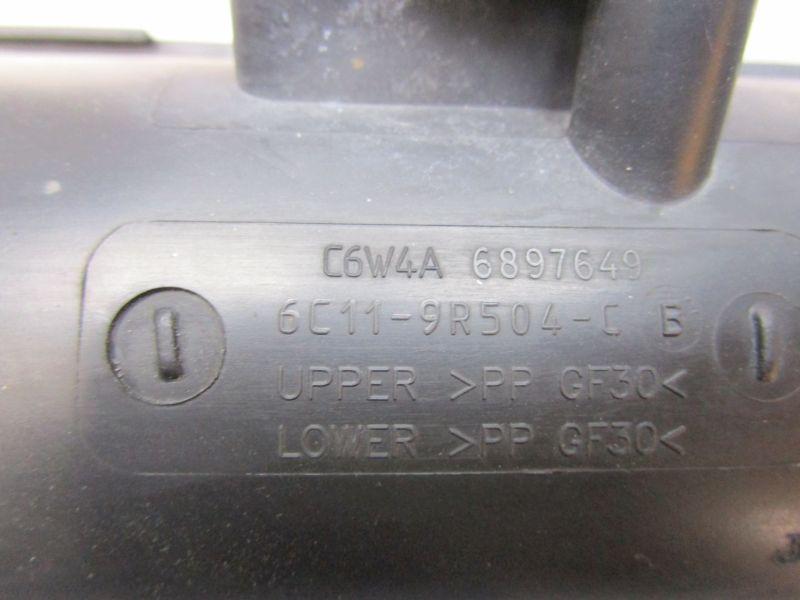 C6W4A 6897649
6C11-9R504-C B
UPPER >PP GF30<
LOWER >PP GF30<